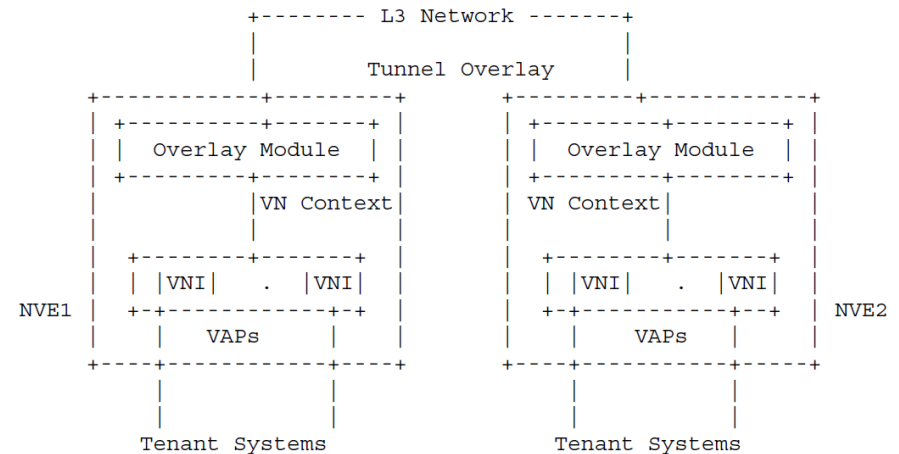 L3 Network
Tunnel Overlay
Overlay Module Overlay Module
VN Context VN Context
VNI . VNI VNI . VNI
NVE1 NVE2
VAPs VAPs
Tenant Systems Tenant Systems